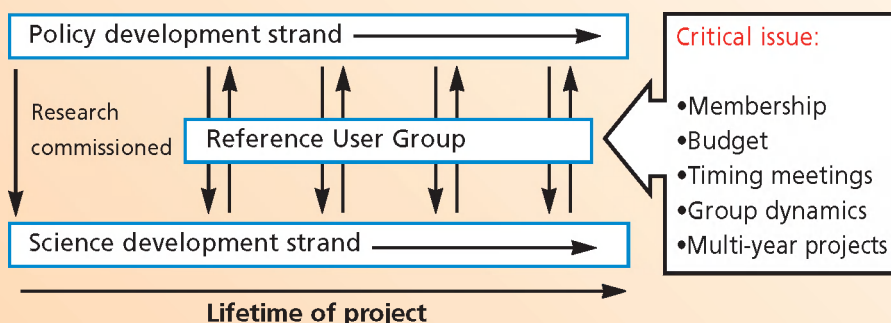 Policy development strand
Research
commissioned
Reference User Group
Science development strand
Lifetime of project
Critical issue:
•Membership
•Budget
•Timing meetings
•Group dynamics
•Multi-year projects